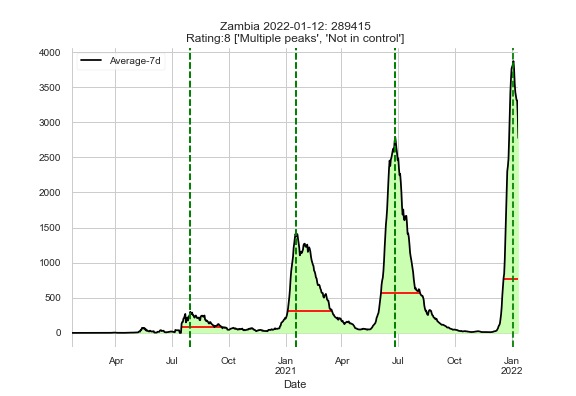 Zambia 2022-01-12: 289415
Rating:8 ['Multiple peaks', 'Not in control']
Average-7d
4000
3500
3000
2500
2000
1500
1000
500
0
Apr Jul Oct Jan Apr Jul Oct Jan
2021 2022
Date